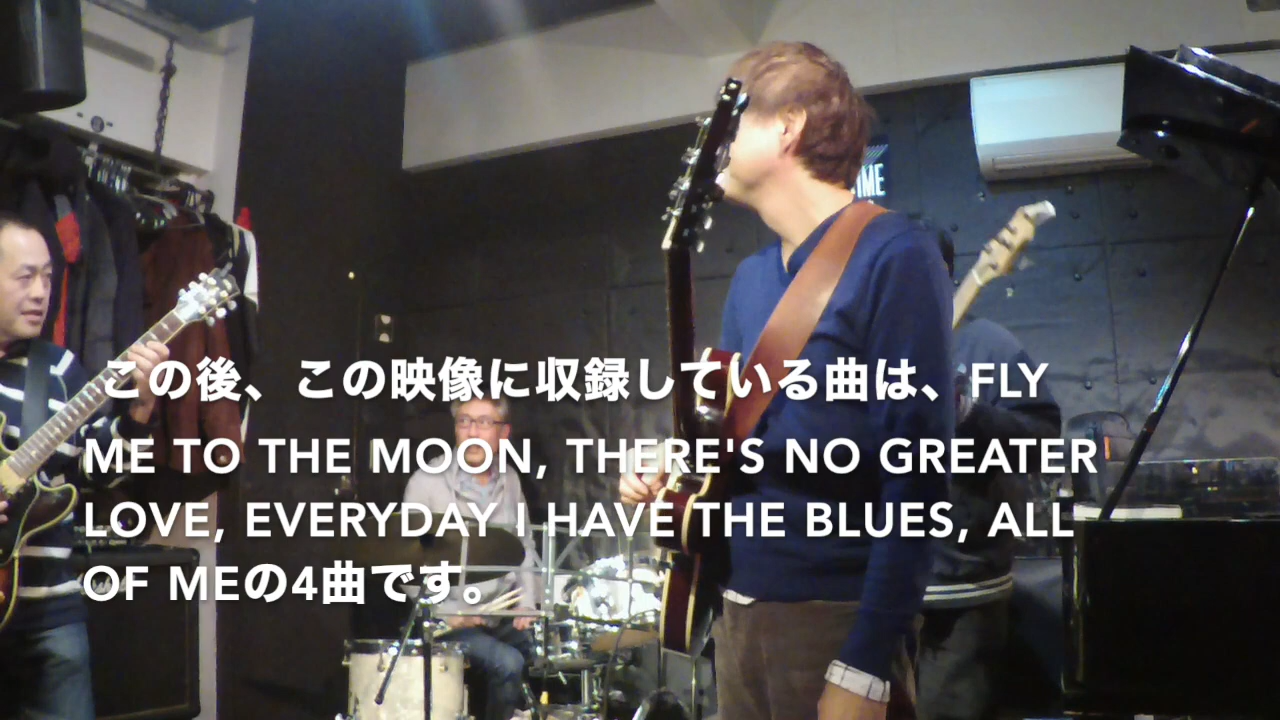 この後、この映像に収録している曲は、FLY
ME TO THE MOON, THERE'S NO GREATER
LOVE, EVERYDAY I HAVE THE BLUES, ALL
OF MEの4曲です。
IME